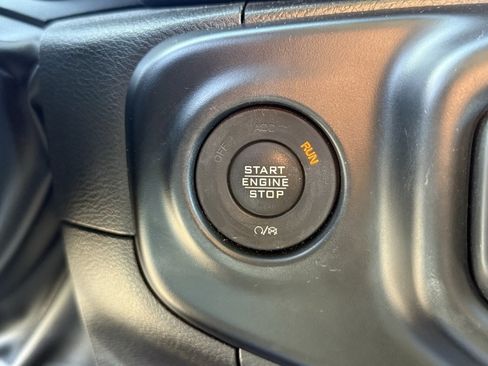 ACC
OFF
RUN
START
ENGINE
STOP